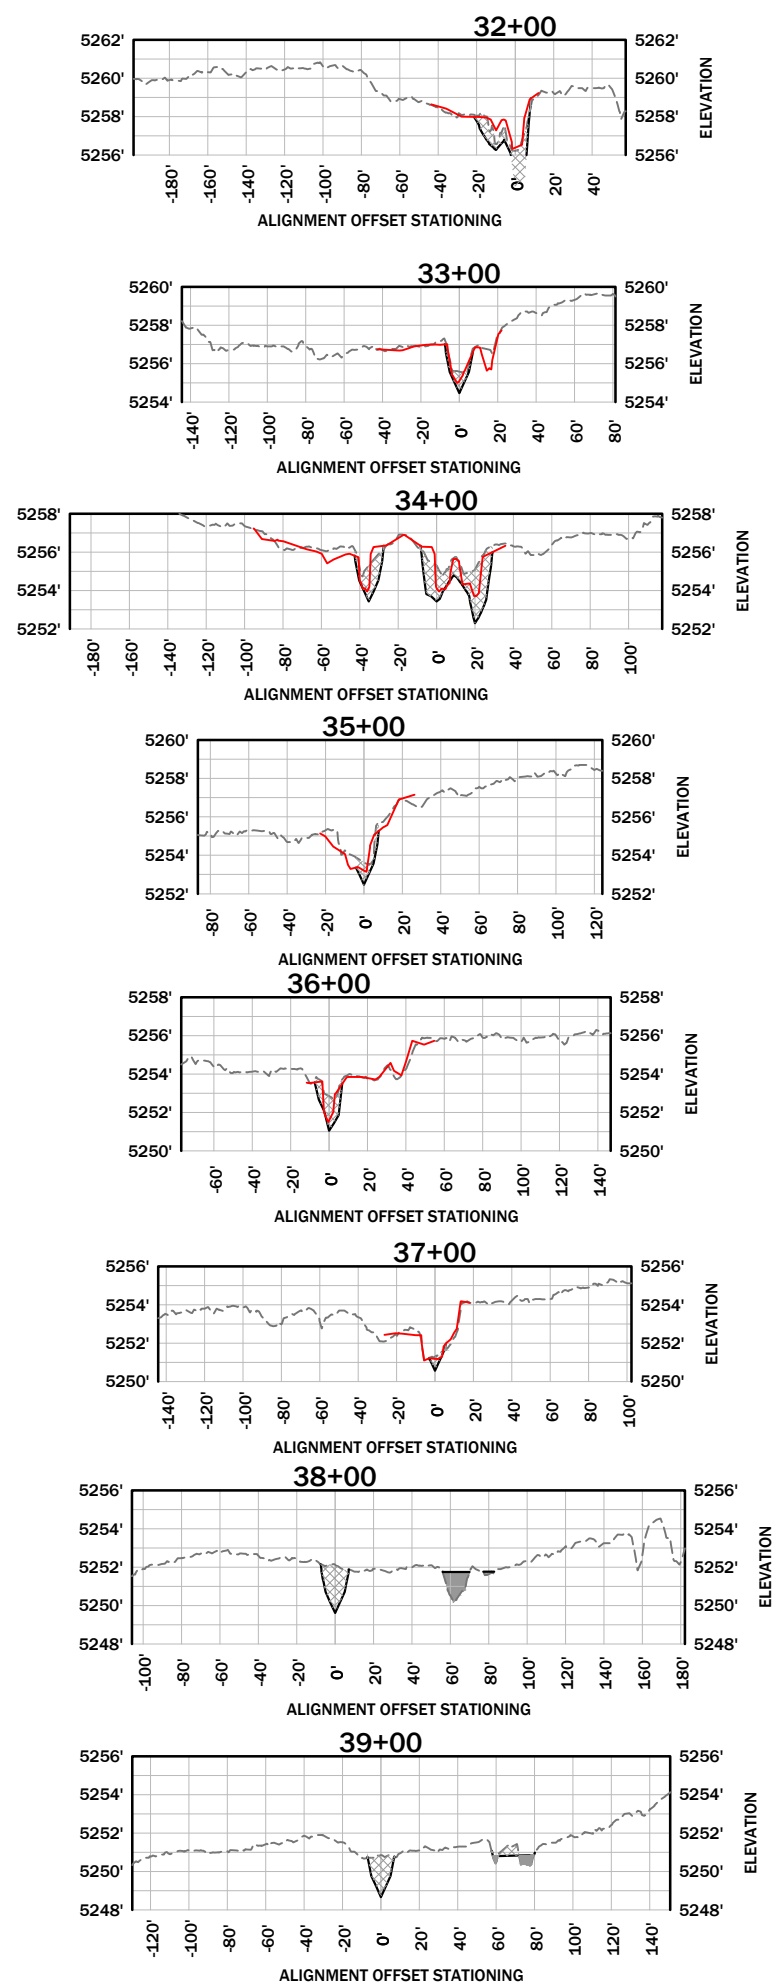 32+00
5262' 5262'
5260' 5260'
5258' 5258'
5256' 5256'
ELEVATION
-180' -160' -140' -120' -100' -80' -60' -40' -20' 0' 20' 40'
ALIGNMENT OFFSET STATIONING
33+00
5260' 5260'
5258' 5258'
5256' 5256'
5254' 5254'
ELEVATION
-140' -120' -100' -80' -60' -40' -20' 0' 20' 40' 60' 80'
ALIGNMENT OFFSET STATIONING
34+00
5258' 5258'
5256' 5256'
5254' 5254'
5252' 5252'
ELEVATION
-180' -160' -140' -120' -100' -80' -60' -40' -20' 0' 20' 40' 60' 80' 100'
ALIGNMENT OFFSET STATIONING
35+00
5260' 5260'
5258' 5258'
5256' 5256'
5254' 5254'
5252' 5252'
ELEVATION
-80' -60' -40' -20' 0' 20' 40' 60' 80' 100' 120'
ALIGNMENT OFFSET STATIONING
36+00
5258' 5258'
5256' 5256'
5254' 5254'
5252' 5252'
5250' 5250'
ELEVATION
-60' -40' -20' 0' 20' 40' 60' 80' 100' 120' 140'
ALIGNMENT OFFSET STATIONING
37+00
5256' 5256'
5254' 5254'
5252' 5252'
5250' 5250'
ELEVATION
-140' -120' -100' -80' -60' -40' -20' 0' 20' 40' 60' 80' 100'
ALIGNMENT OFFSET STATIONING
38+00
5256' 5256'
5254' 5254'
5252' 5252'
5250' 5250'
5248' 5248'
ELEVATION
-100' -80' -60' -40' -20' 0' 20' 40' 60' 80' 100' 120' 140' 160' 180'
ALIGNMENT OFFSET STATIONING
39+00
5256' 5256'
5254' 5254'
5252' 5252'
5250' 5250'
5248' 5248'
ELEVATION
-120' -100' -80' -60' -40' -20' 0' 20' 40' 60' 80' 100' 120' 140'
ALIGNMENT OFFSET STATIONING